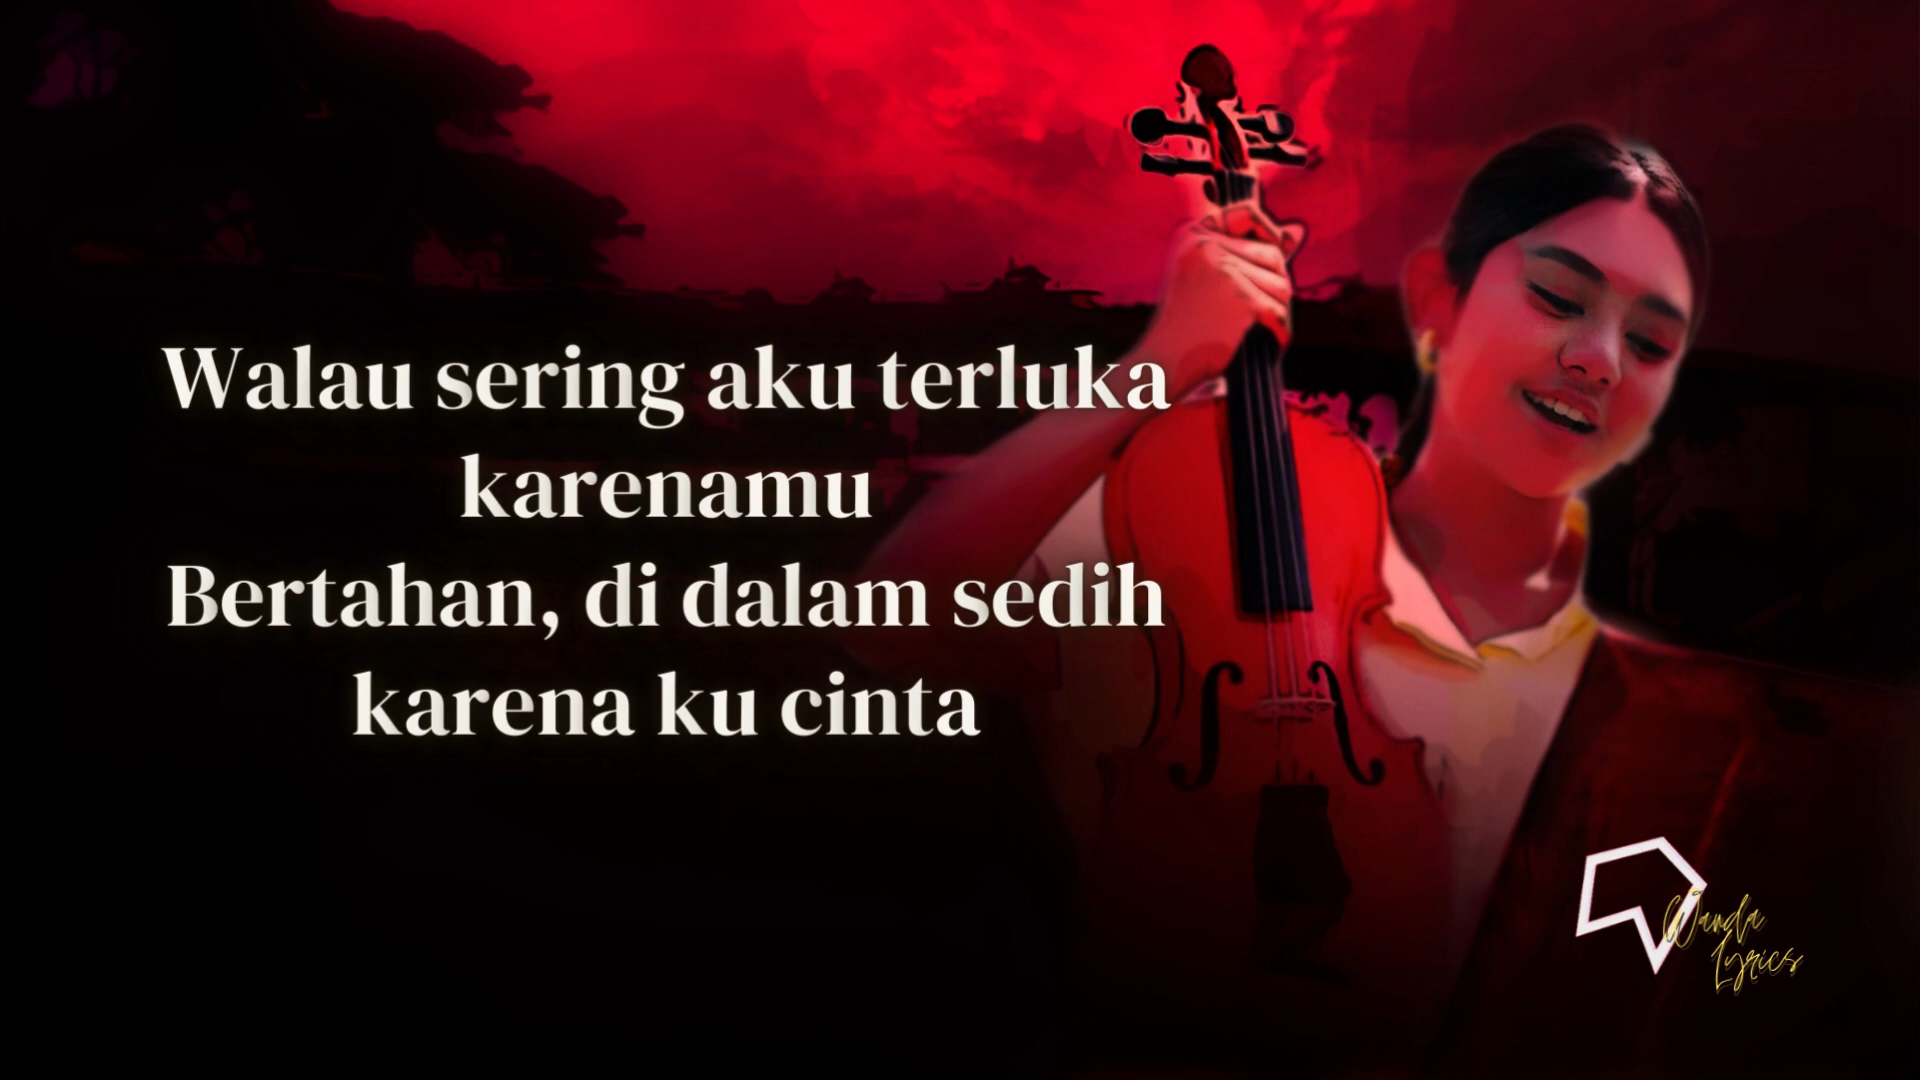 Walau sering aku terluka
karenamu
Bertahan, di dalam sedih
karena ku cinta
Wanda
Lyrics